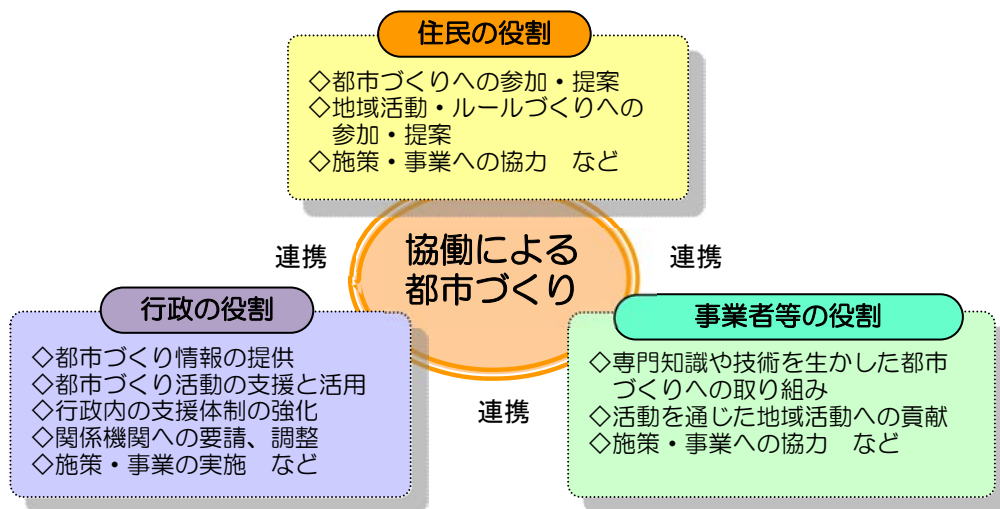 住民の役割
◇都市づくりへの参加・提案
◇地域活動・ルールづくりへの
参加・提案
◇施策・事業への協力　など
協働による
都市づくり
連携
連携
行政の役割
◇都市づくり情報の提供
◇都市づくり活動の支援と活用
◇行政内の支援体制の強化
◇関係機関への要請、調整
◇施策・事業の実施　など
連携
事業者等の役割
◇専門知識や技術を生かした都市
づくりへの取り組み
◇活動を通じた地域活動への貢献
◇施策・事業への協力　など